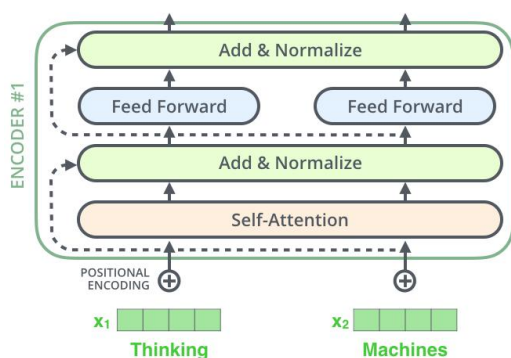 ENCODER #1
Add & Normalize
Feed Forward Feed Forward
Add & Normalize
Self-Attention
POSITIONAL
ENCODING
x1 x2
Thinking Machines